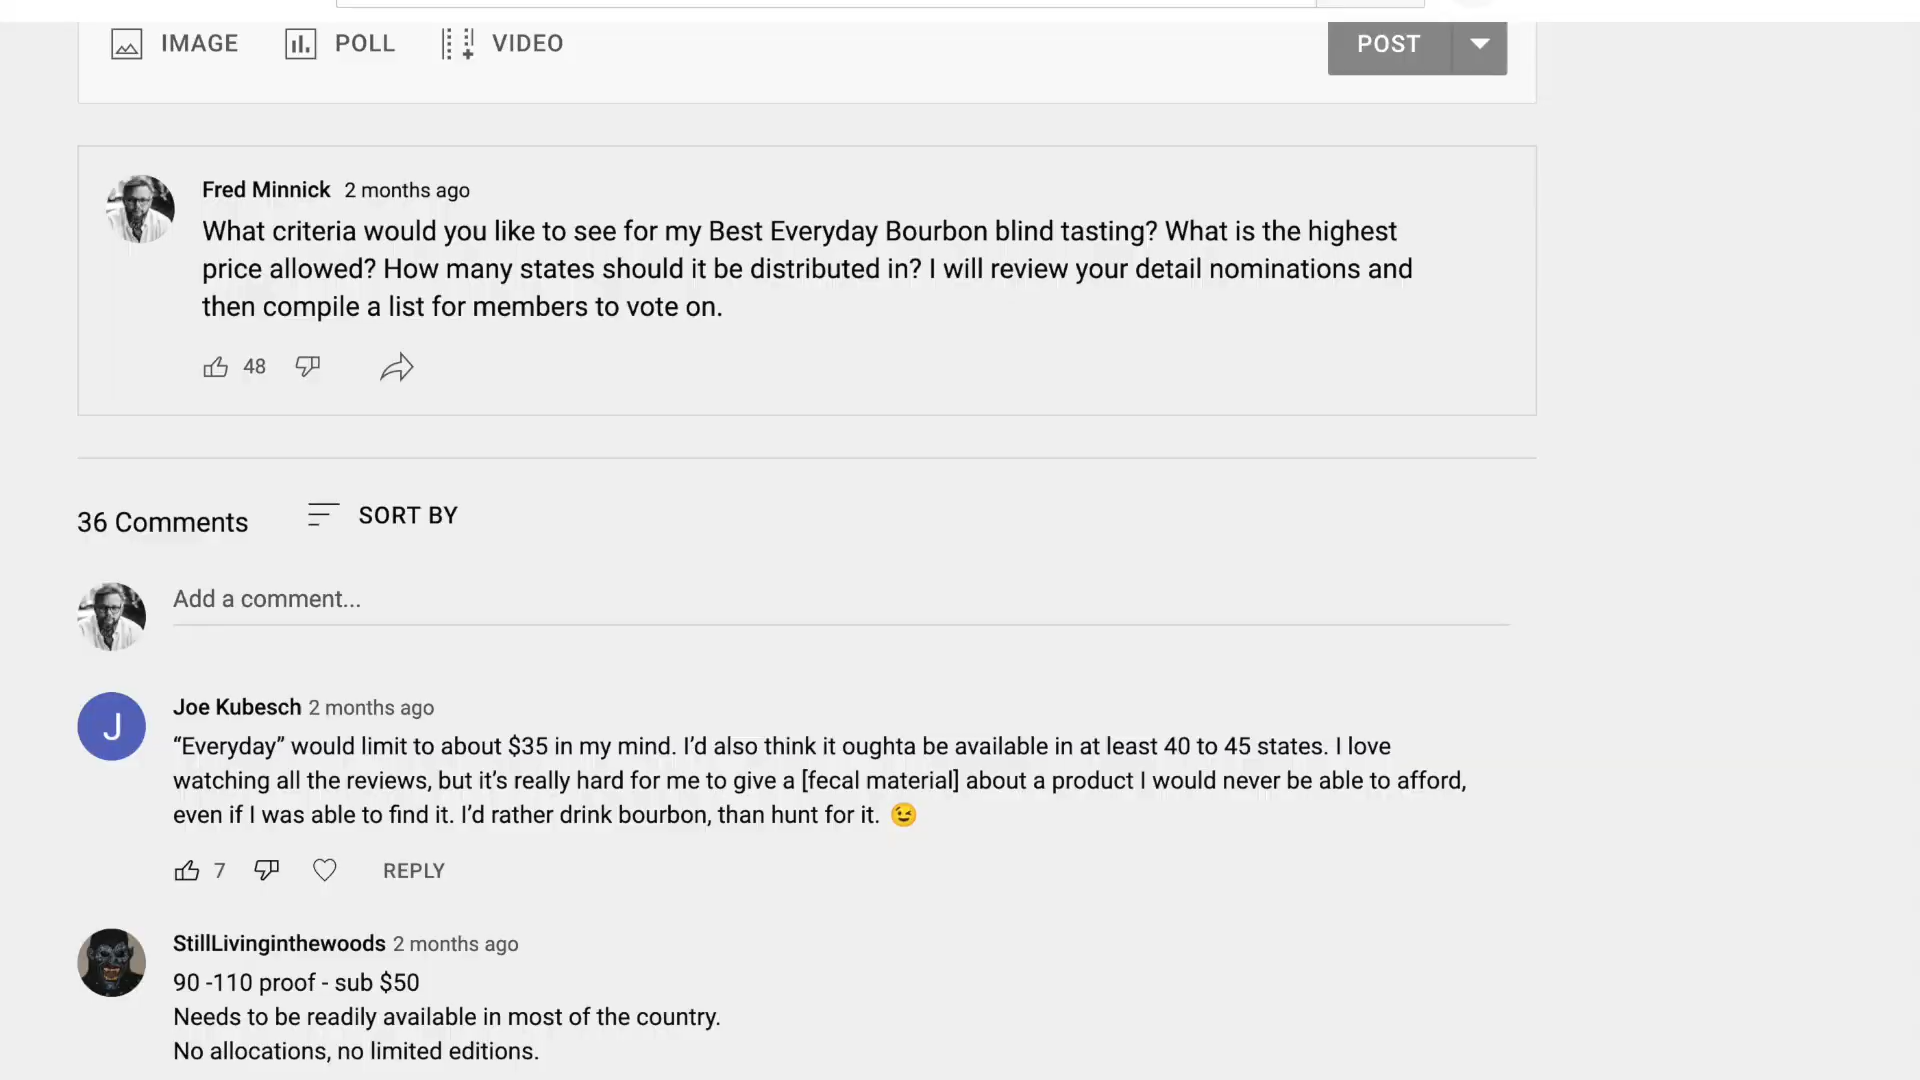 IMAGE POLL VIDEO POST
Fred Minnick 2 months ago
What criteria would you like to see for my Best Everyday Bourbon blind tasting? What is the highest
price allowed? How many states should it be distributed in? I will review your detail nominations and
then compile a list for members to vote on.
48
36 Comments SORT BY
Add a comment...
J
Joe Kubesch 2 months ago
“Everyday” would limit to about $35 in my mind. I’d also think it oughta be available in at least 40 to 45 states. I love
watching all the reviews, but it’s really hard for me to give a [fecal material] about a product I would never be able to afford,
even if I was able to find it. I’d rather drink bourbon, than hunt for it. 😉
7 REPLY
StillLivinginthewoods 2 months ago
90 -110 proof - sub $50
Needs to be readily available in most of the country.
No allocations, no limited editions.